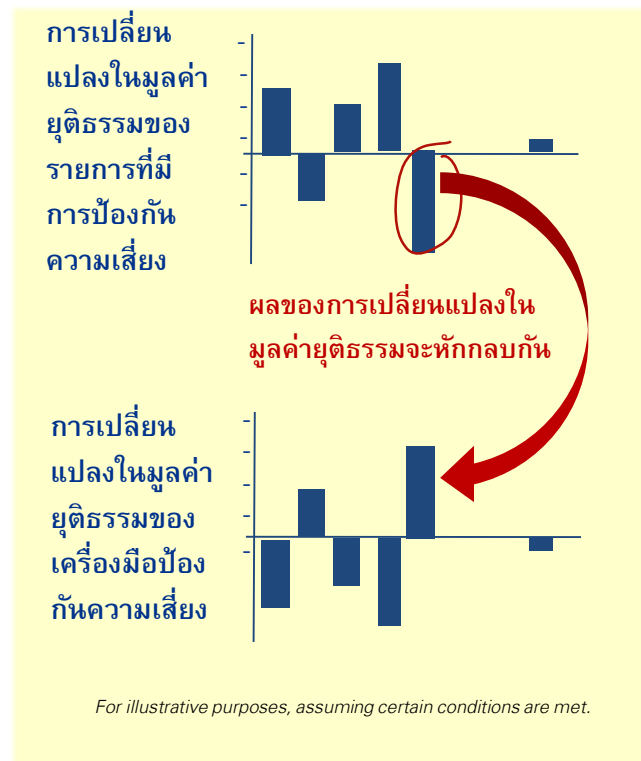 การเปลี่ยน
แปลงในมูลค่า
ยุติธรรมของ
รายการที่มี
การป้องกัน
ความเสี่ยง
ผลของการเปลี่ยนแปลงใน
มูลค่ายุติธรรมจะหักกลบกัน
การเปลี่ยน
แปลงในมูลค่า
ยุติธรรมของ
เครื่องมือป้อง
กันความเสี่ยง
For illustrative purposes, assuming certain conditions are met.